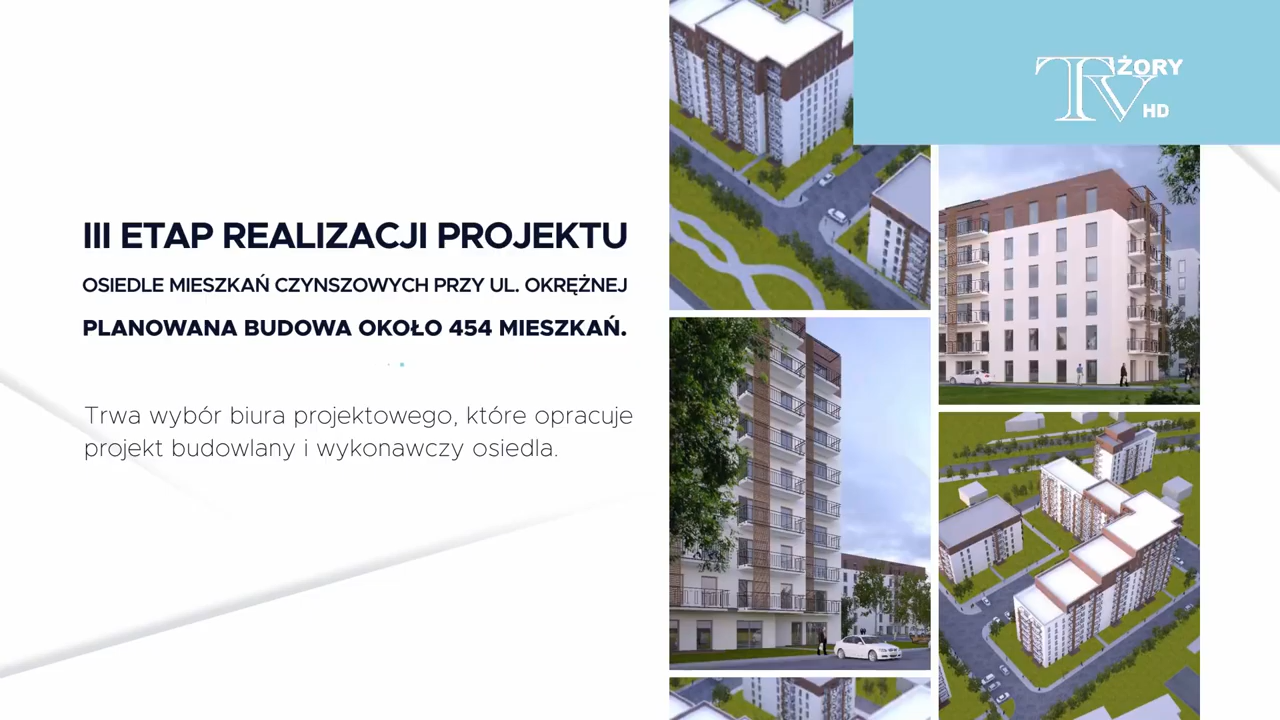 III ETAP REALIZACJI PROJEKTU
OSIEDLE MIESZKAŃ CZYNSZOWYCH PRZY UL. OKRĘŻNEJ
PLANOWANA BUDOWA OKOŁO 454 MIESZKAŃ.
Trwa wybór biura projektowego, które opracuje
projekt budowlany i wykonawczy osiedla.
TV ŻORY
HD